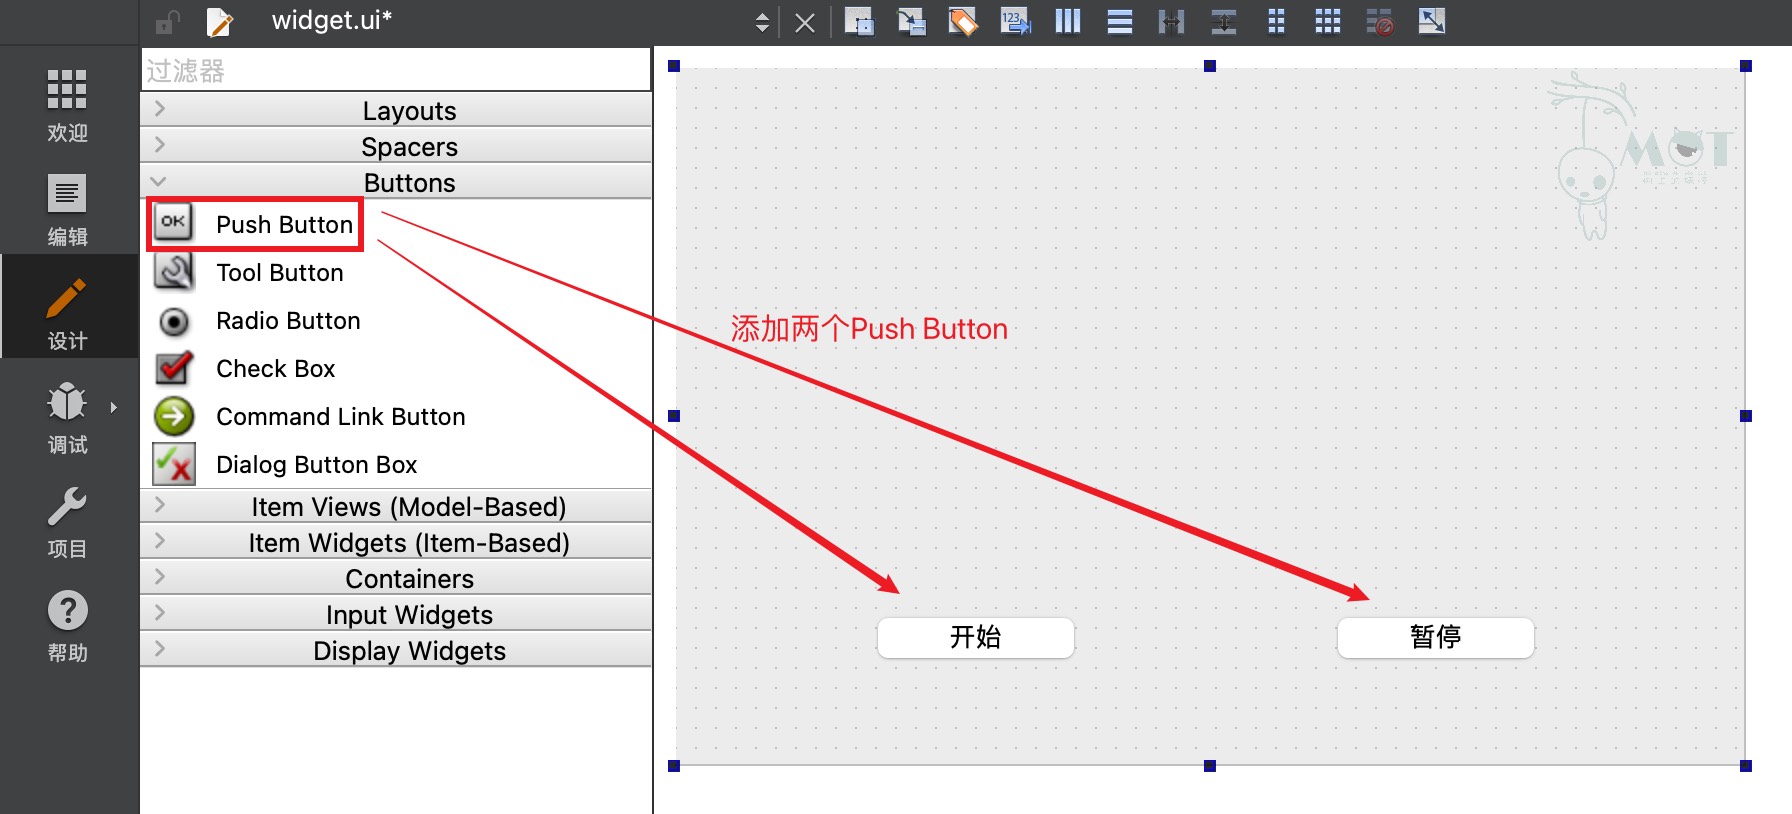 widget.ui*
123
过滤器
欢迎
编辑
设计
调试
项目
帮助
Layouts
Spacers
Buttons
OK Push Button
Tool Button
Radio Button
Check Box
Command Link Button
Dialog Button Box
Item Views (Model-Based)
Item Widgets (Item-Based)
Containers
Input Widgets
Display Widgets
添加两个Push Button
开始
暂停